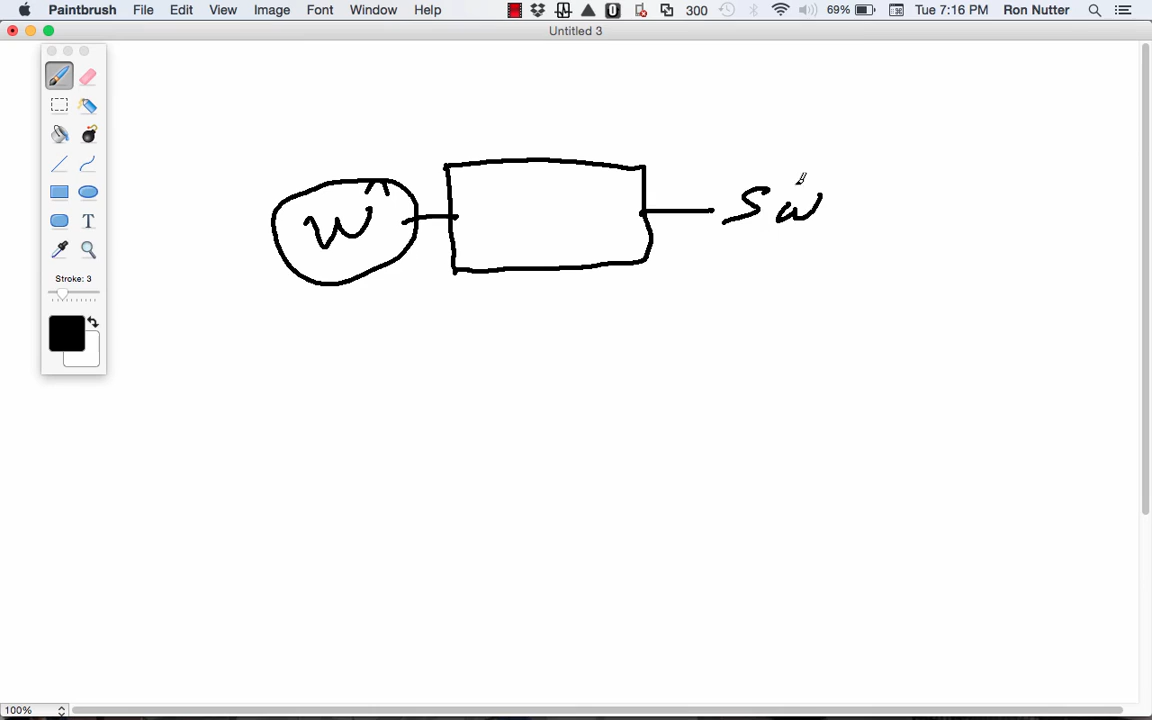 Paintbrush File Edit View Image Font Window Help 300 69% Tue 7:16 PM Ron Nutter
Untitled 3
W SW
T
Stroke: 3
100%